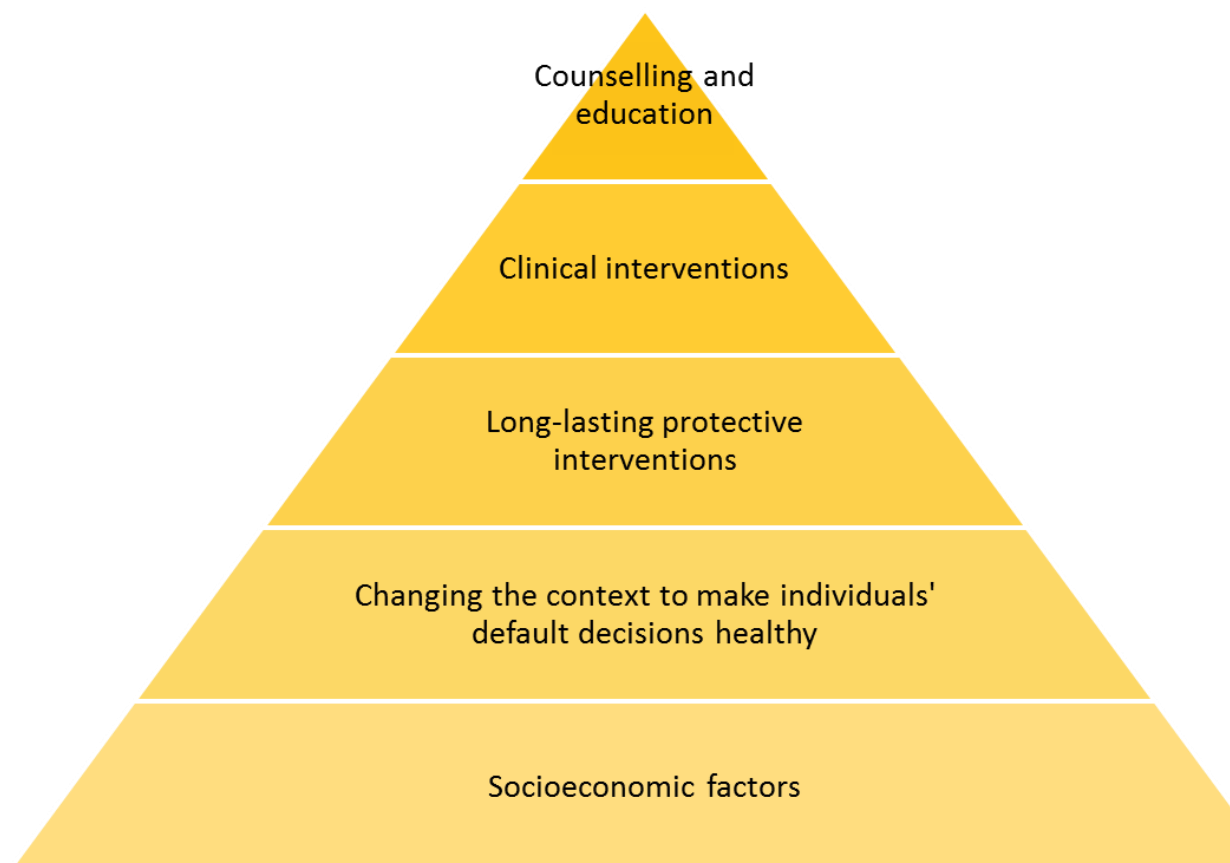 Counselling and
education
Clinical interventions
Long-lasting protective
interventions
Changing the context to make individuals'
default decisions healthy
Socioeconomic factors